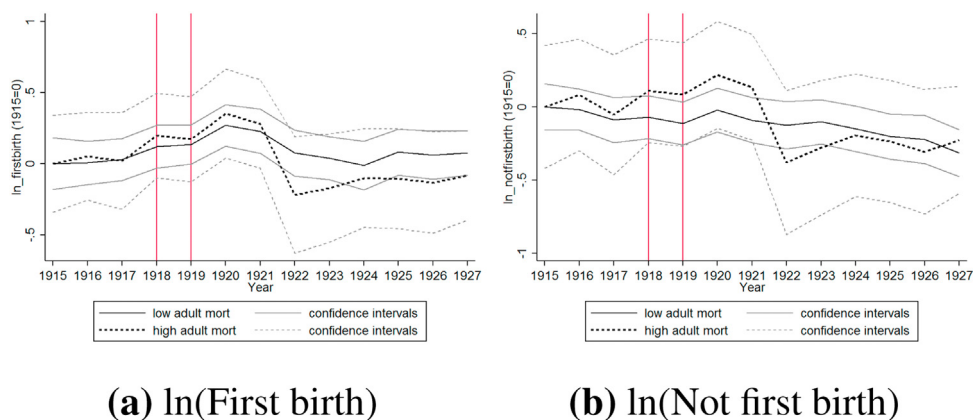 ln_firstbirth (1915=0)
1
.5
0
-.5
1915 1916 1917 1918 1919 1920 1921 1922 1923 1924 1925 1926 1927
Year
low adult mort confidence intervals
high adult mort confidence intervals
(a) ln(First birth)
ln_notfirstbirth (1915=0)
.5
0
-.5
-1
1915 1916 1917 1918 1919 1920 1921 1922 1923 1924 1925 1926 1927
Year
low adult mort confidence intervals
high adult mort confidence intervals
(b) ln(Not first birth)